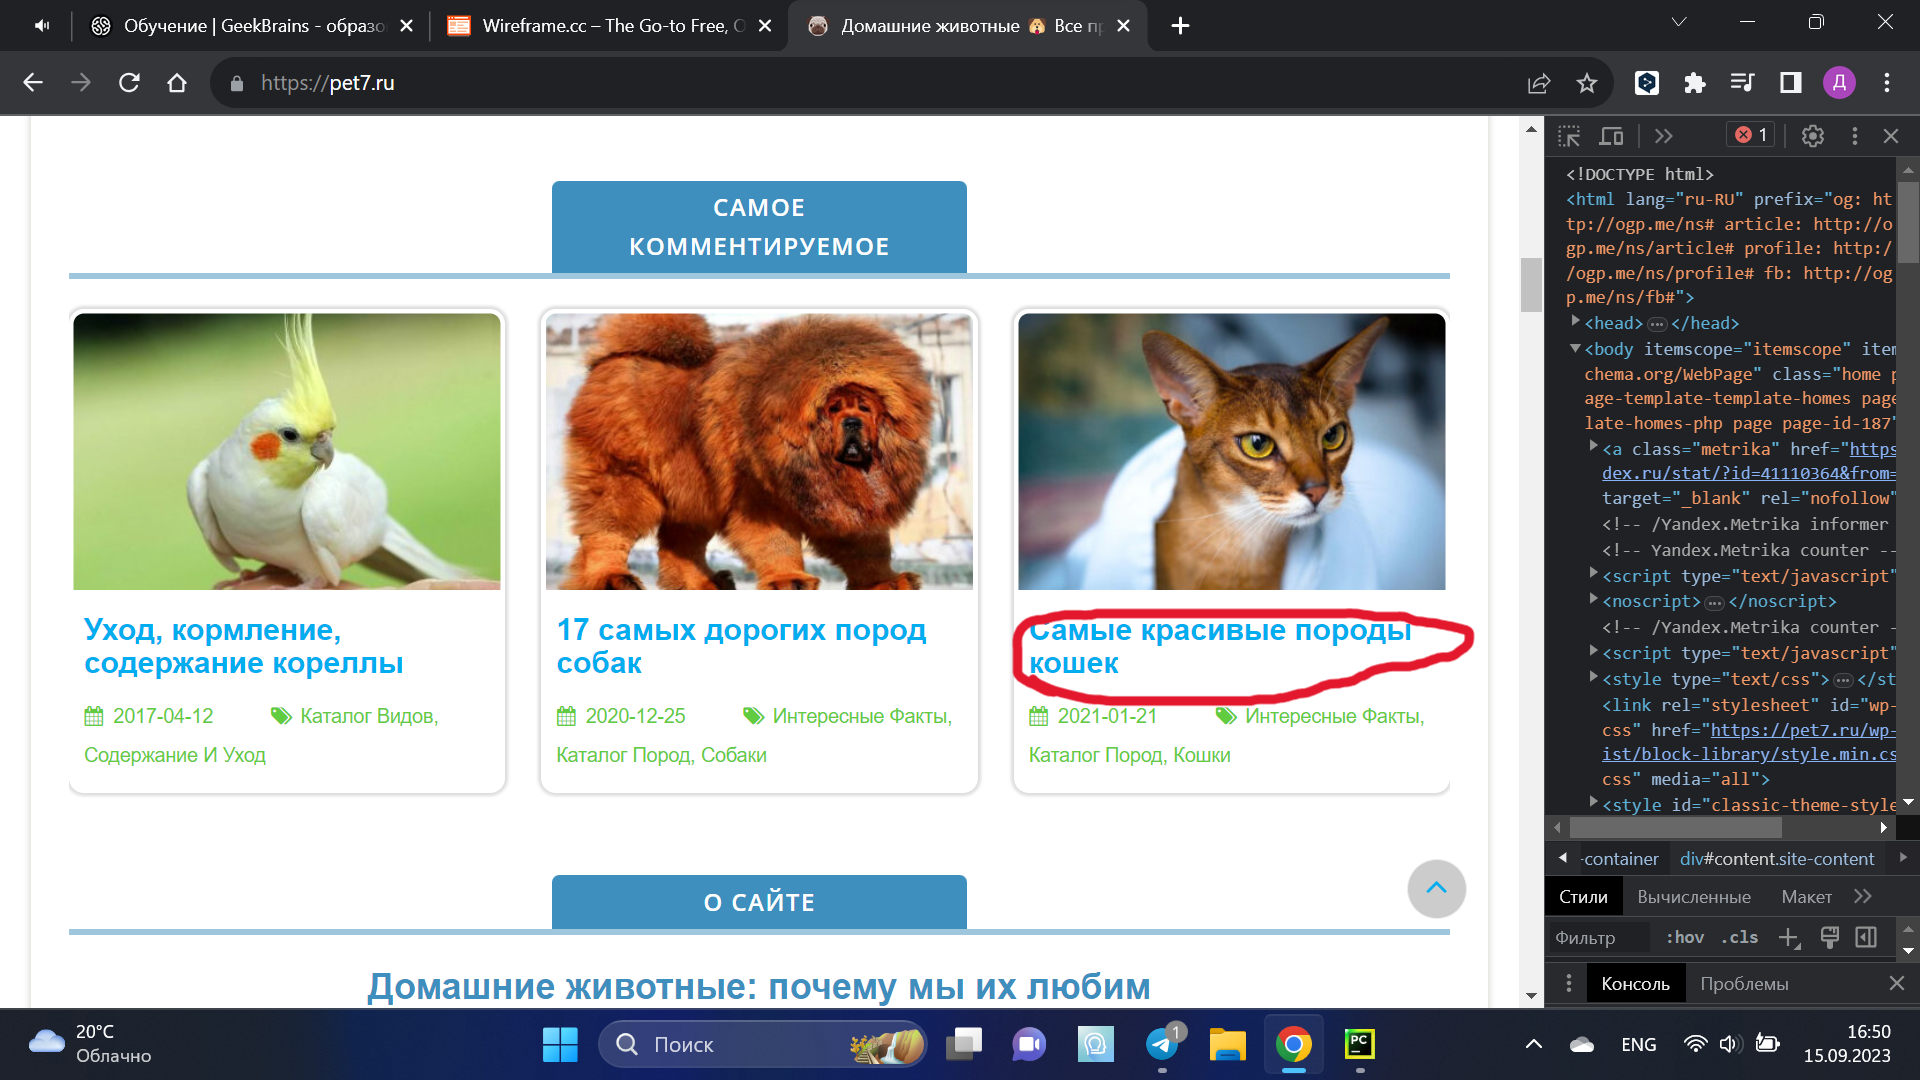 Обучение | GeekBrains - образо
Wireframe.cc – The Go-to Free, O
Домашние животные 🐶 Все пр
https://pet7.ru
Д
САМОЕ
КОММЕНТИРУЕМОЕ
Уход, кормление,
содержание кореллы
2017-04-12 Каталог Видов,
Содержание И Уход
17 самых дорогих пород
собак
2020-12-25 Интересные Факты,
Каталог Пород, Собаки
Самые красивые породы
кошек
2021-01-21 Интересные Факты,
Каталог Пород, Кошки
О САЙТЕ
Домашние животные: почему мы их любим
1
<!DOCTYPE html>
<html lang="ru-RU" prefix="og: ht
tp://ogp.me/ns# article: http://o
gp.me/ns/article# profile: http:/
/ogp.me/ns/profile# fb: http://og
p.me/ns/fb#">
<head>…</head>
<body itemscope="itemscope" item
chema.org/WebPage" class="home p
age-template-template-homes page
late-homes-php page page-id-187"
<a class="metrika" href="https
dex.ru/stat/?id=41110364&from=
target="_blank" rel="nofollow"
<!-- /Yandex.Metrika informer
<!-- Yandex.Metrika counter --
<script type="text/javascript"
<noscript>…</noscript>
<!-- /Yandex.Metrika counter -
<script type="text/javascript"
<style type="text/css">…</st
<link rel="stylesheet" id="wp-
css" href="https://pet7.ru/wp-
ist/block-library/style.min.cs
css" media="all">
<style id="classic-theme-style
-container div#content.site-content
Стили Вычисленные Макет
Фильтр :hov .cls
Консоль Проблемы
20°C
Облачно
Поиск
1
PC
ENG
16:50
15.09.2023